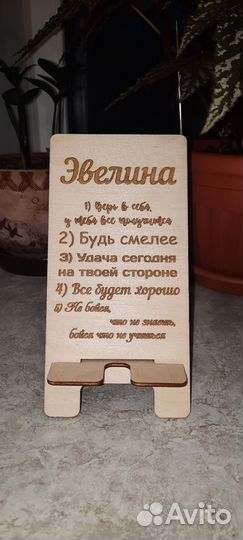 Эвелина
1) Верь в себя,
у тебя все получится
2) Будь смелее
3) Удача сегодня
на твоей стороне
4) Все будет хорошо
5) Не бойся,
что не знаешь,
бойся что не учишься
Avito